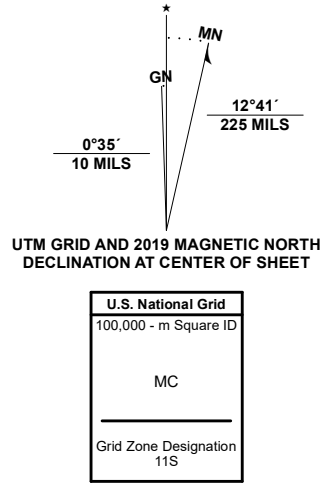 ★
MN
GN
12°41´
225 MILS
0°35´
10 MILS
UTM GRID AND 2019 MAGNETIC NORTH
DECLINATION AT CENTER OF SHEET
U.S. National Grid
100,000 - m Square ID
MC
Grid Zone Designation
11S